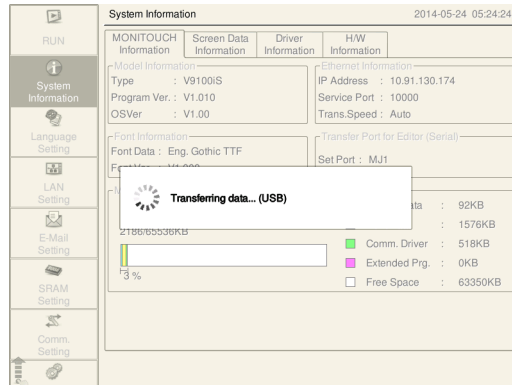 System Information
2014-05-24 05:24:24
RUN
System
Information
Language
Setting
LAN
Setting
E-Mail
Setting
SRAM
Setting
Comm.
Setting
MONITOUCH
Information
Screen Data
Information
Driver
Information
H/W
Information
Model Information
Type : V9100iS
Program Ver. : V1.010
OSVer : V1.00
Ethernet Information
IP Address : 10.91.130.174
Service Port : 10000
Trans.Speed : Auto
Font Information
Font Data : Eng. Gothic TTF
Transfer Port for Editor (Serial)
Set Port : MJ1
Transferring data... (USB)
: 92KB
2186/65536KB
: 1576KB
Comm. Driver : 518KB
Extended Prg. : 0KB
Free Space : 63350KB
3 %